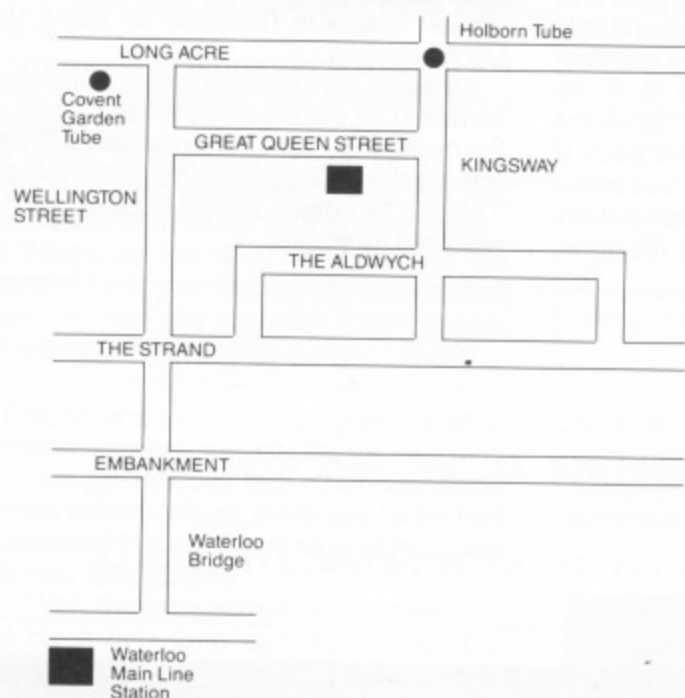 Holborn Tube
LONG ACRE
Covent
Garden
Tube
GREAT QUEEN STREET
KINGSWAY
WELLINGTON
STREET
THE ALDWYCH
THE STRAND
EMBANKMENT
Waterloo
Bridge
Waterloo
Main Line
Station